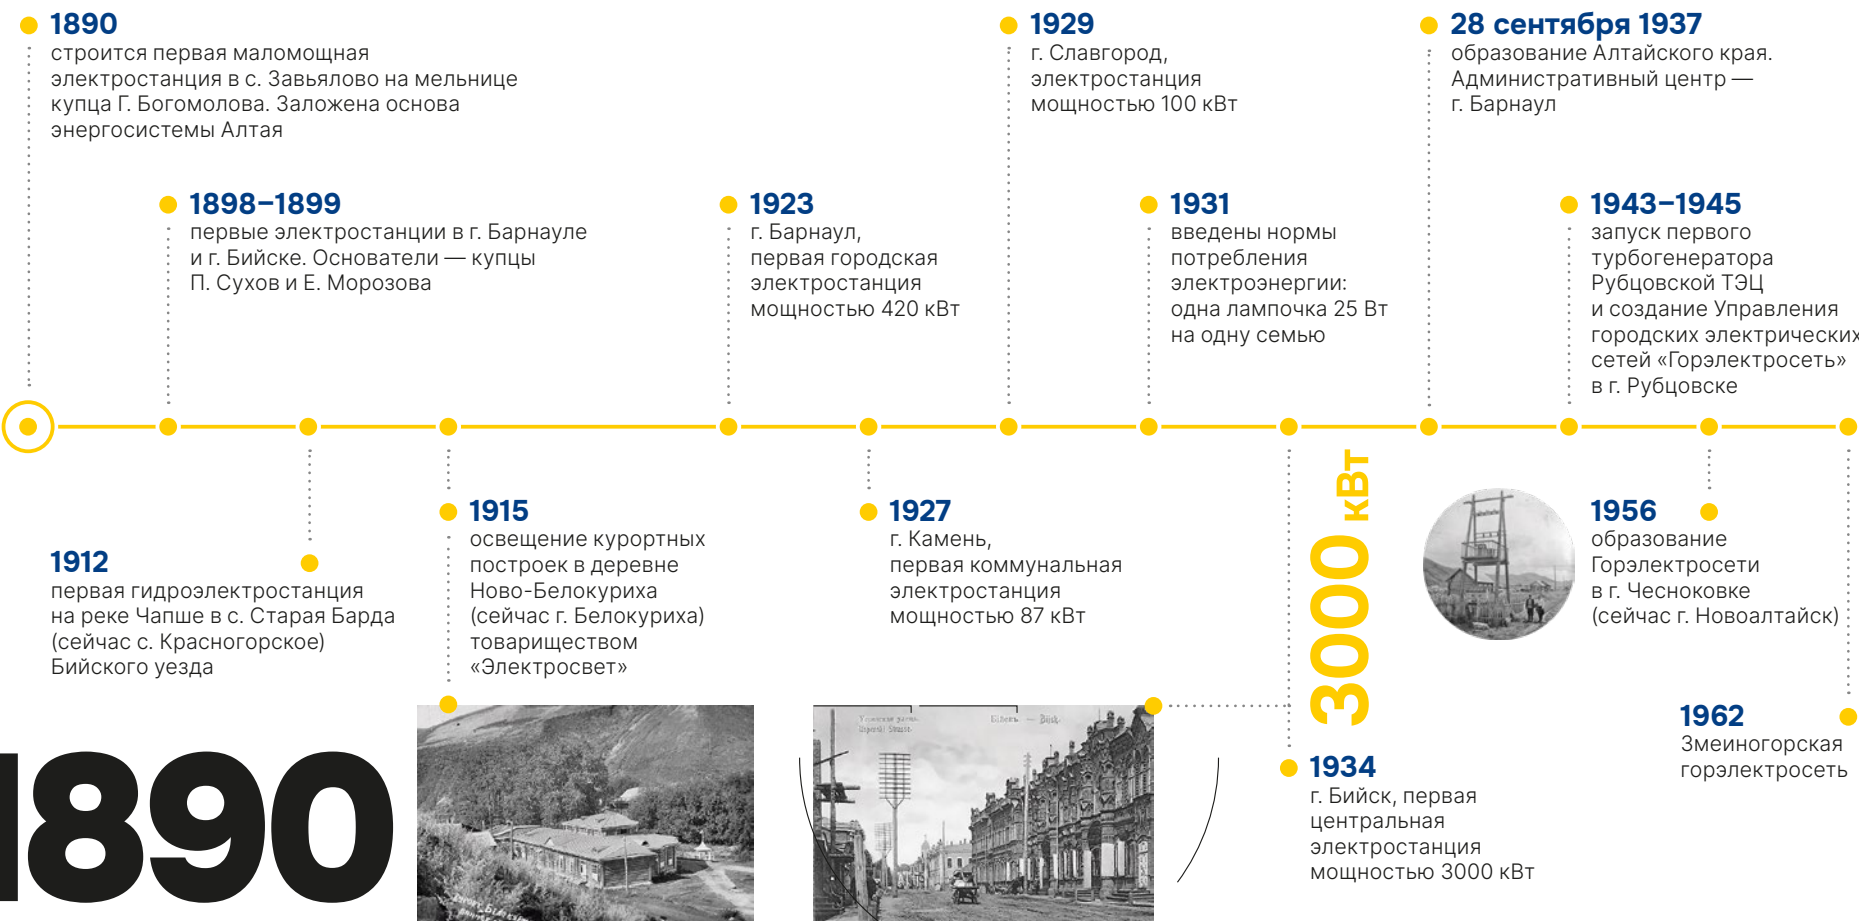 1890
строится первая маломощная
электростанция в с. Завьялово на мельнице
купца Г. Богомолова. Заложена основа
энергосистемы Алтая
1898–1899
первые электростанции в г. Барнауле
и г. Бийске. Основатели — купцы
П. Сухов и Е. Морозова
1923
г. Барнаул,
первая городская
электростанция
мощностью 420 кВт
1929
г. Славгород,
электростанция
мощностью 100 кВт
1931
введены нормы
потребления
электроэнергии:
одна лампочка 25 Вт
на одну семью
28 сентября 1937
образование Алтайского края.
Административный центр —
г. Барнаул
1943–1945
запуск первого
турбогенератора
Рубцовской ТЭЦ
и создание Управления
городских электрических
сетей «Горэлектросеть»
в г. Рубцовске
1912
первая гидроэлектростанция
на реке Чапше в с. Старая Барда
(сейчас с. Красногорское)
Бийского уезда
1915
освещение курортных
построек в деревне
Ново-Белокуриха
(сейчас г. Белокуриха)
товариществом
«Электросвет»
1927
г. Камень,
первая коммунальная
электростанция
мощностью 87 кВт
3000 кВт
1934
г. Бийск, первая
центральная
электростанция
мощностью 3000 кВт
1956
образование
Горэлектросети
в г. Чесноковке
(сейчас г. Новоалтайск)
1962
Змеиногорская
горэлектросеть
1890